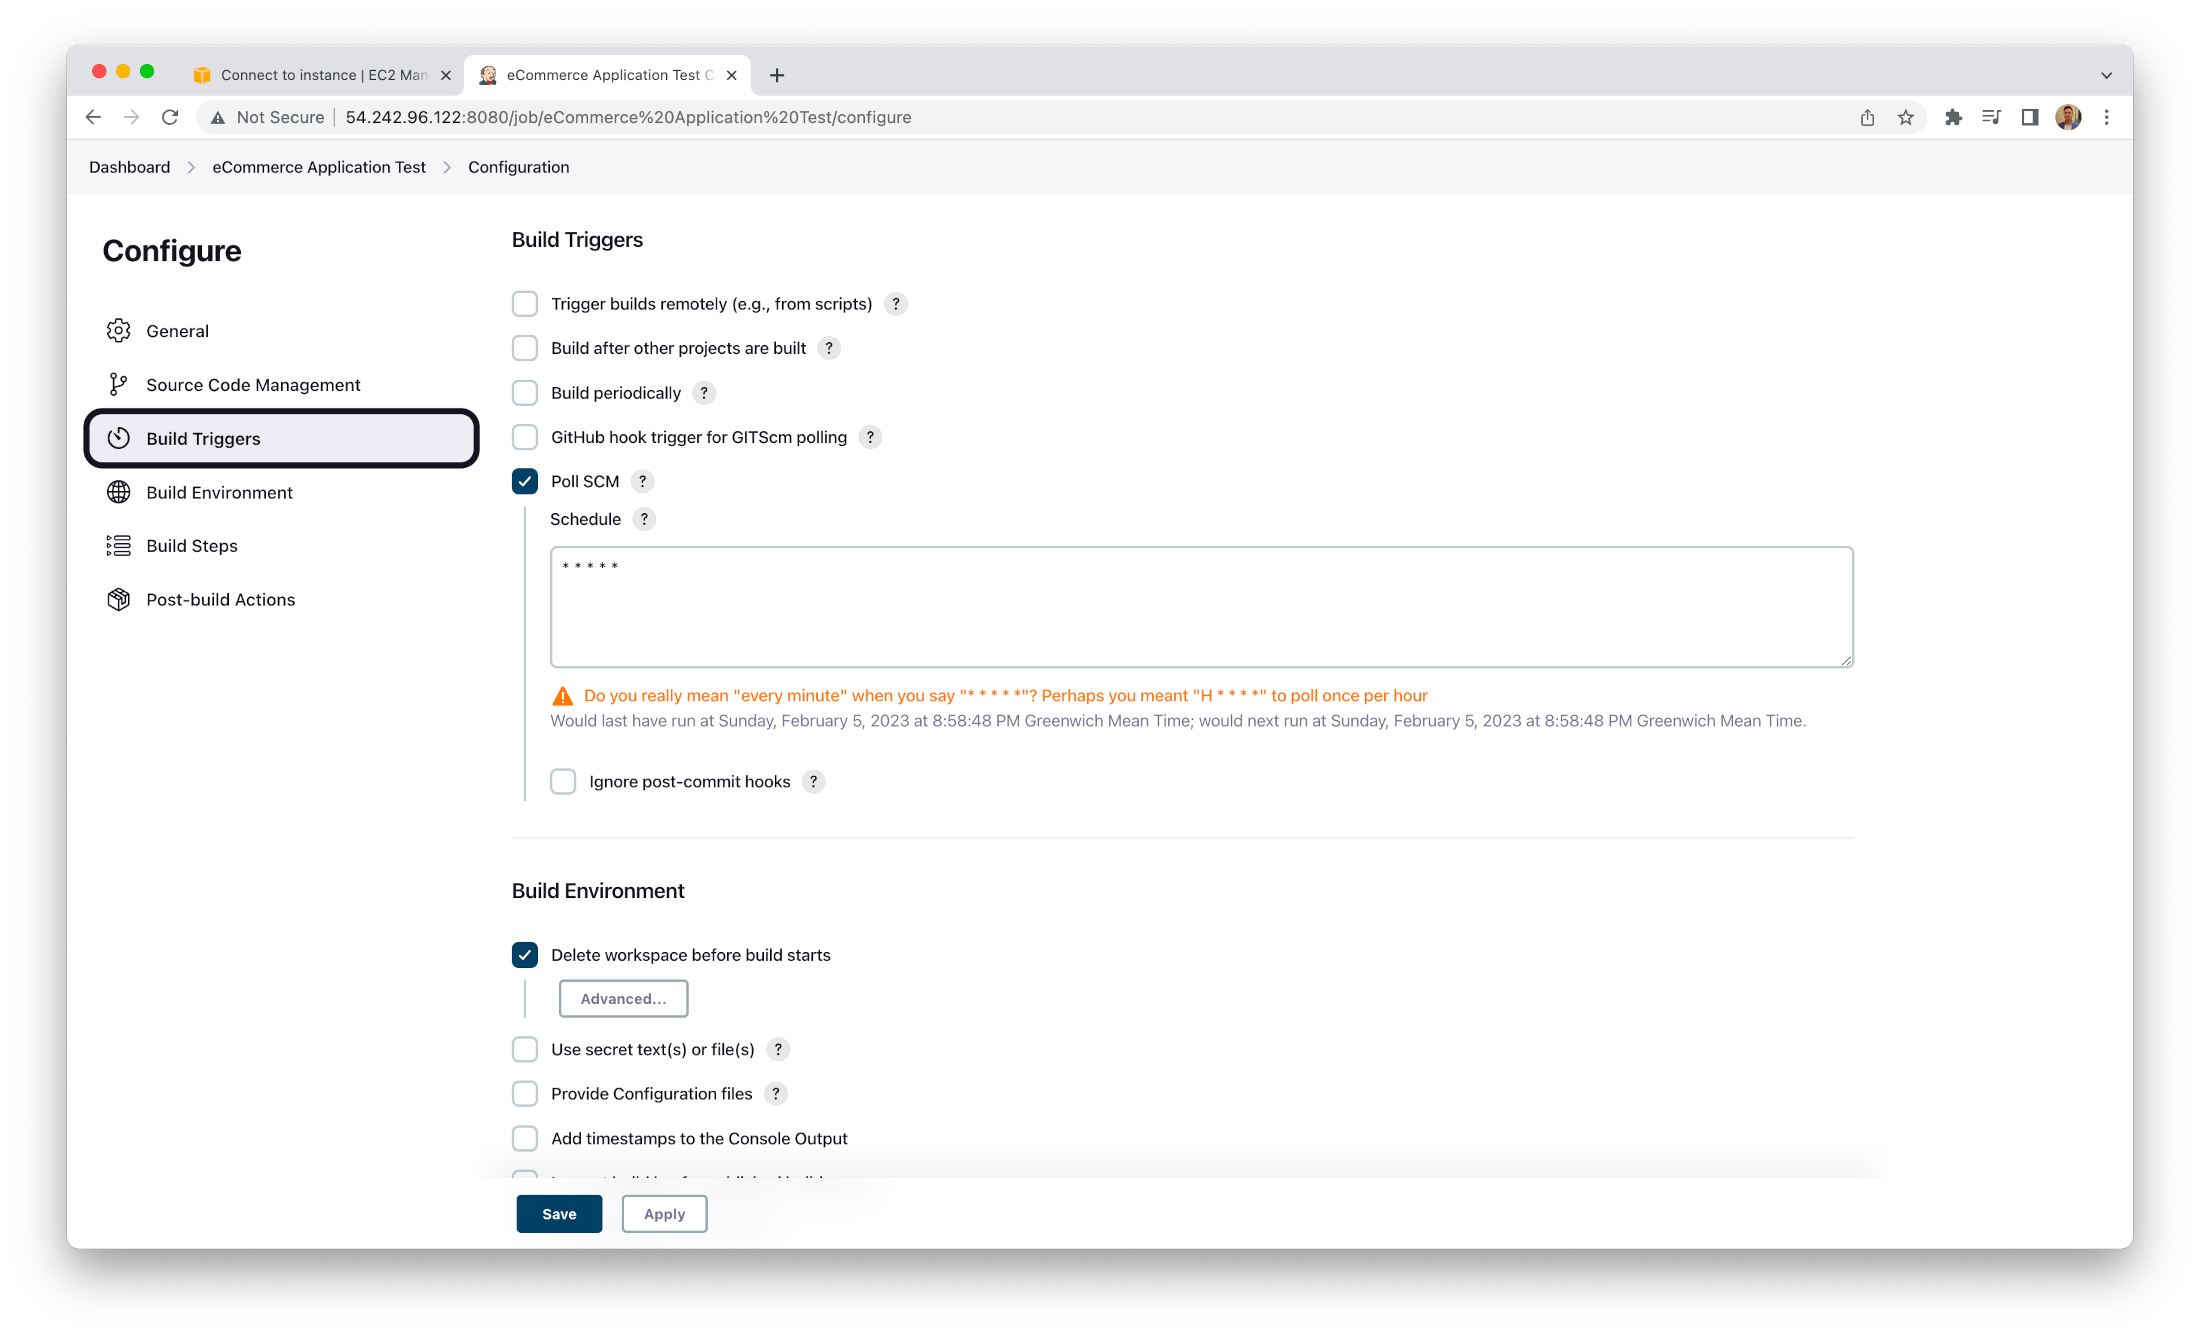 Connect to instance | EC2 Man
eCommerce Application Test C
Not Secure | 54.242.96.122:8080/job/eCommerce%20Application%20Test/configure
Dashboard > eCommerce Application Test > Configuration
Configure
General
Source Code Management
Build Triggers
Build Environment
Build Steps
Post-build Actions
Build Triggers
Trigger builds remotely (e.g., from scripts) ?
Build after other projects are built ?
Build periodically ?
GitHub hook trigger for GITScm polling ?
Poll SCM ?
Schedule ?
* * * * *
Do you really mean "every minute" when you say "* * * * *"? Perhaps you meant "H * * * *" to poll once per hour
Would last have run at Sunday, February 5, 2023 at 8:58:48 PM Greenwich Mean Time; would next run at Sunday, February 5, 2023 at 8:58:48 PM Greenwich Mean Time.
Ignore post-commit hooks ?
Build Environment
Delete workspace before build starts
Advanced...
Use secret text(s) or file(s) ?
Provide Configuration files ?
Add timestamps to the Console Output
Save
Apply